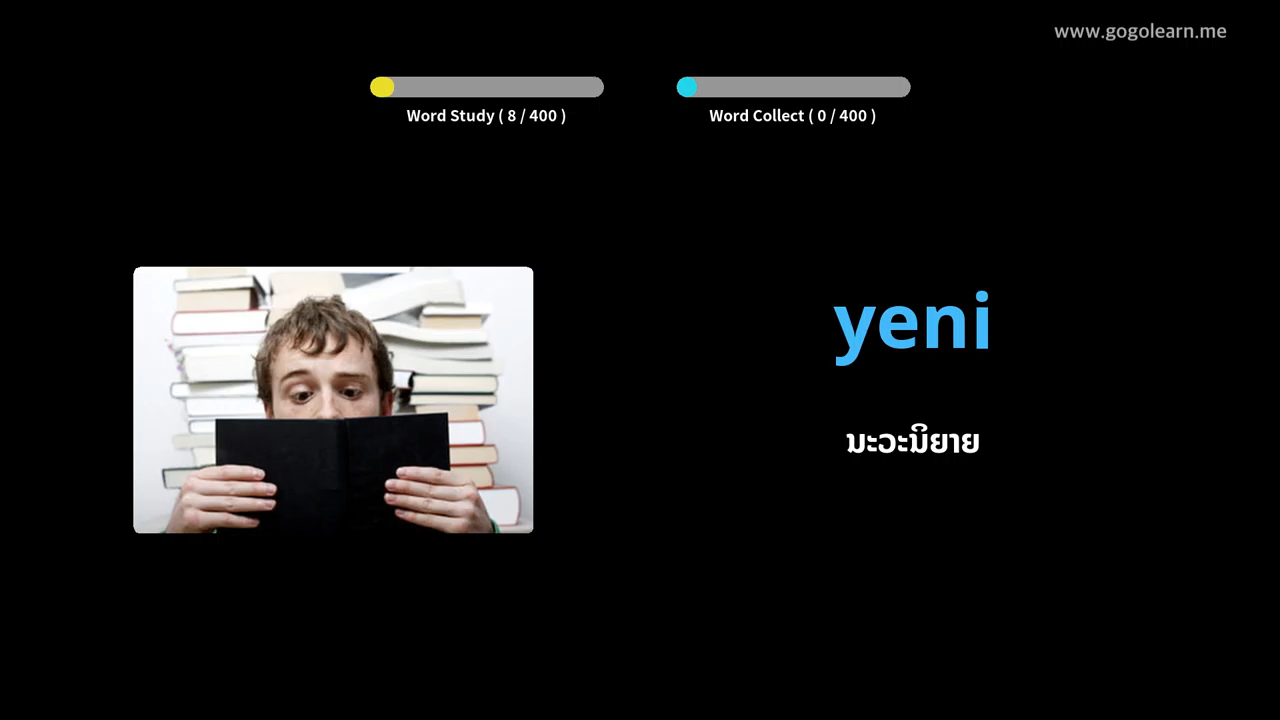 www.gogolearn.me
Word Study ( 8 / 400 )
Word Collect ( 0 / 400 )
yeni
ນະວະນິຍາຍ